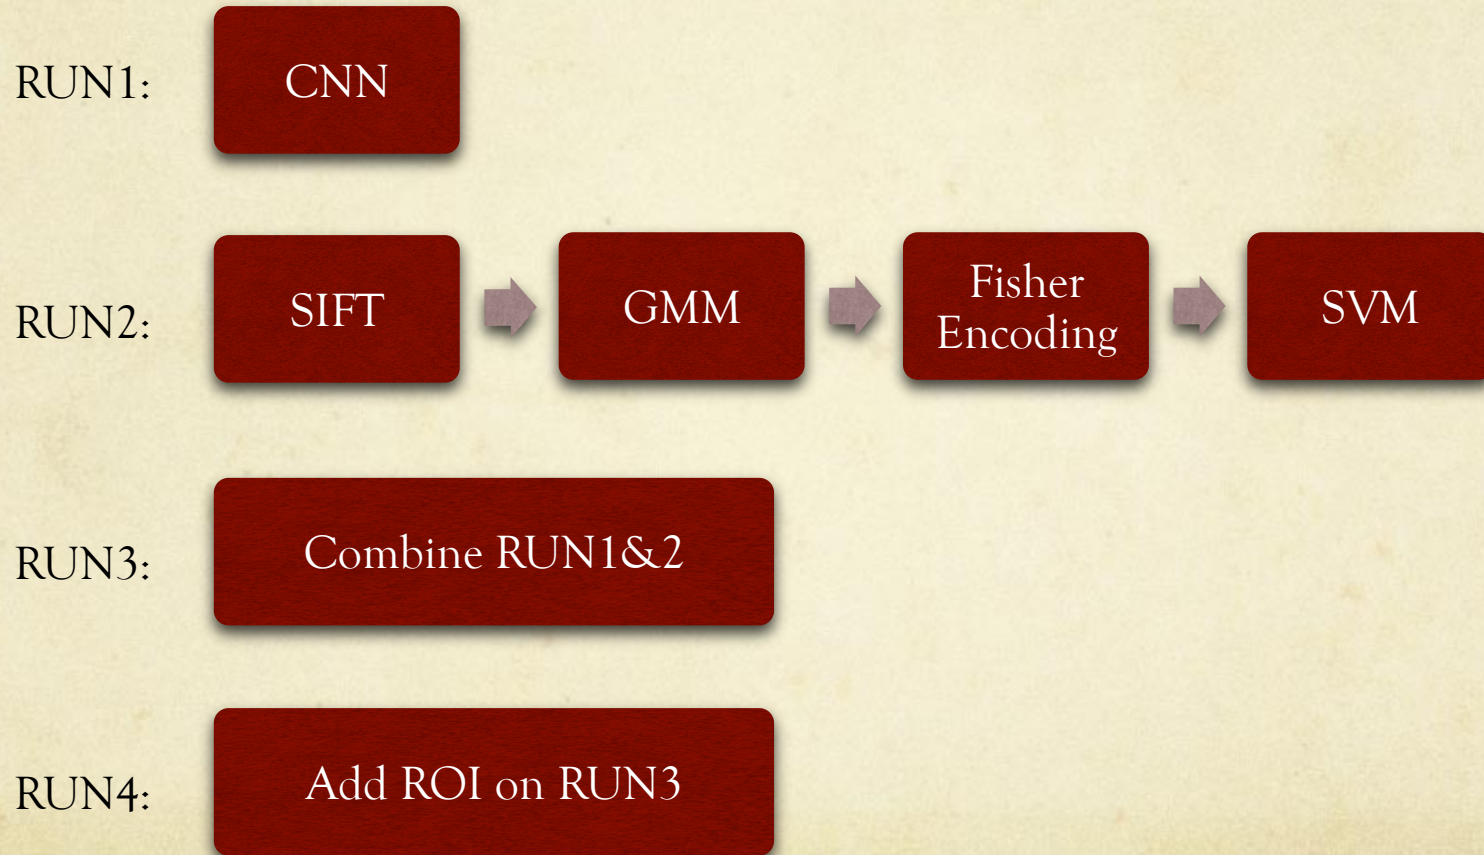 RUN1:
CNN
RUN2:
SIFT
GMM
Fisher
Encoding
SVM
RUN3:
Combine RUN1&2
RUN4:
Add ROI on RUN3